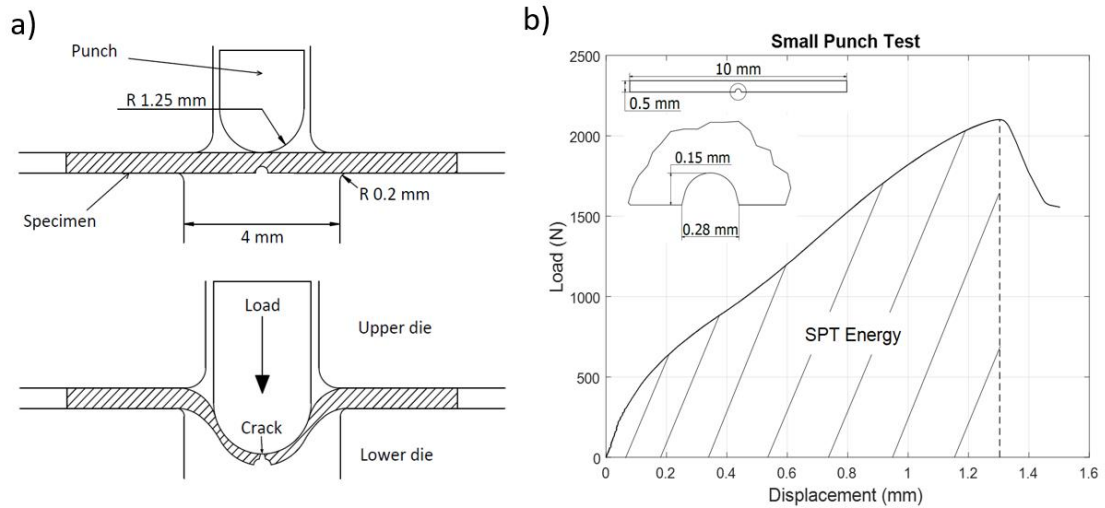 a)
Punch
R 1.25 mm
Specimen
R 0.2 mm
4 mm
Load
Upper die
Crack
Lower die
b)
Small Punch Test
2500
2000
1500
1000
500
0
Load (N)
10 mm
0.5 mm
0.15 mm
0.28 mm
SPT Energy
0 0.2 0.4 0.6 0.8 1 1.2 1.4 1.6
Displacement (mm)